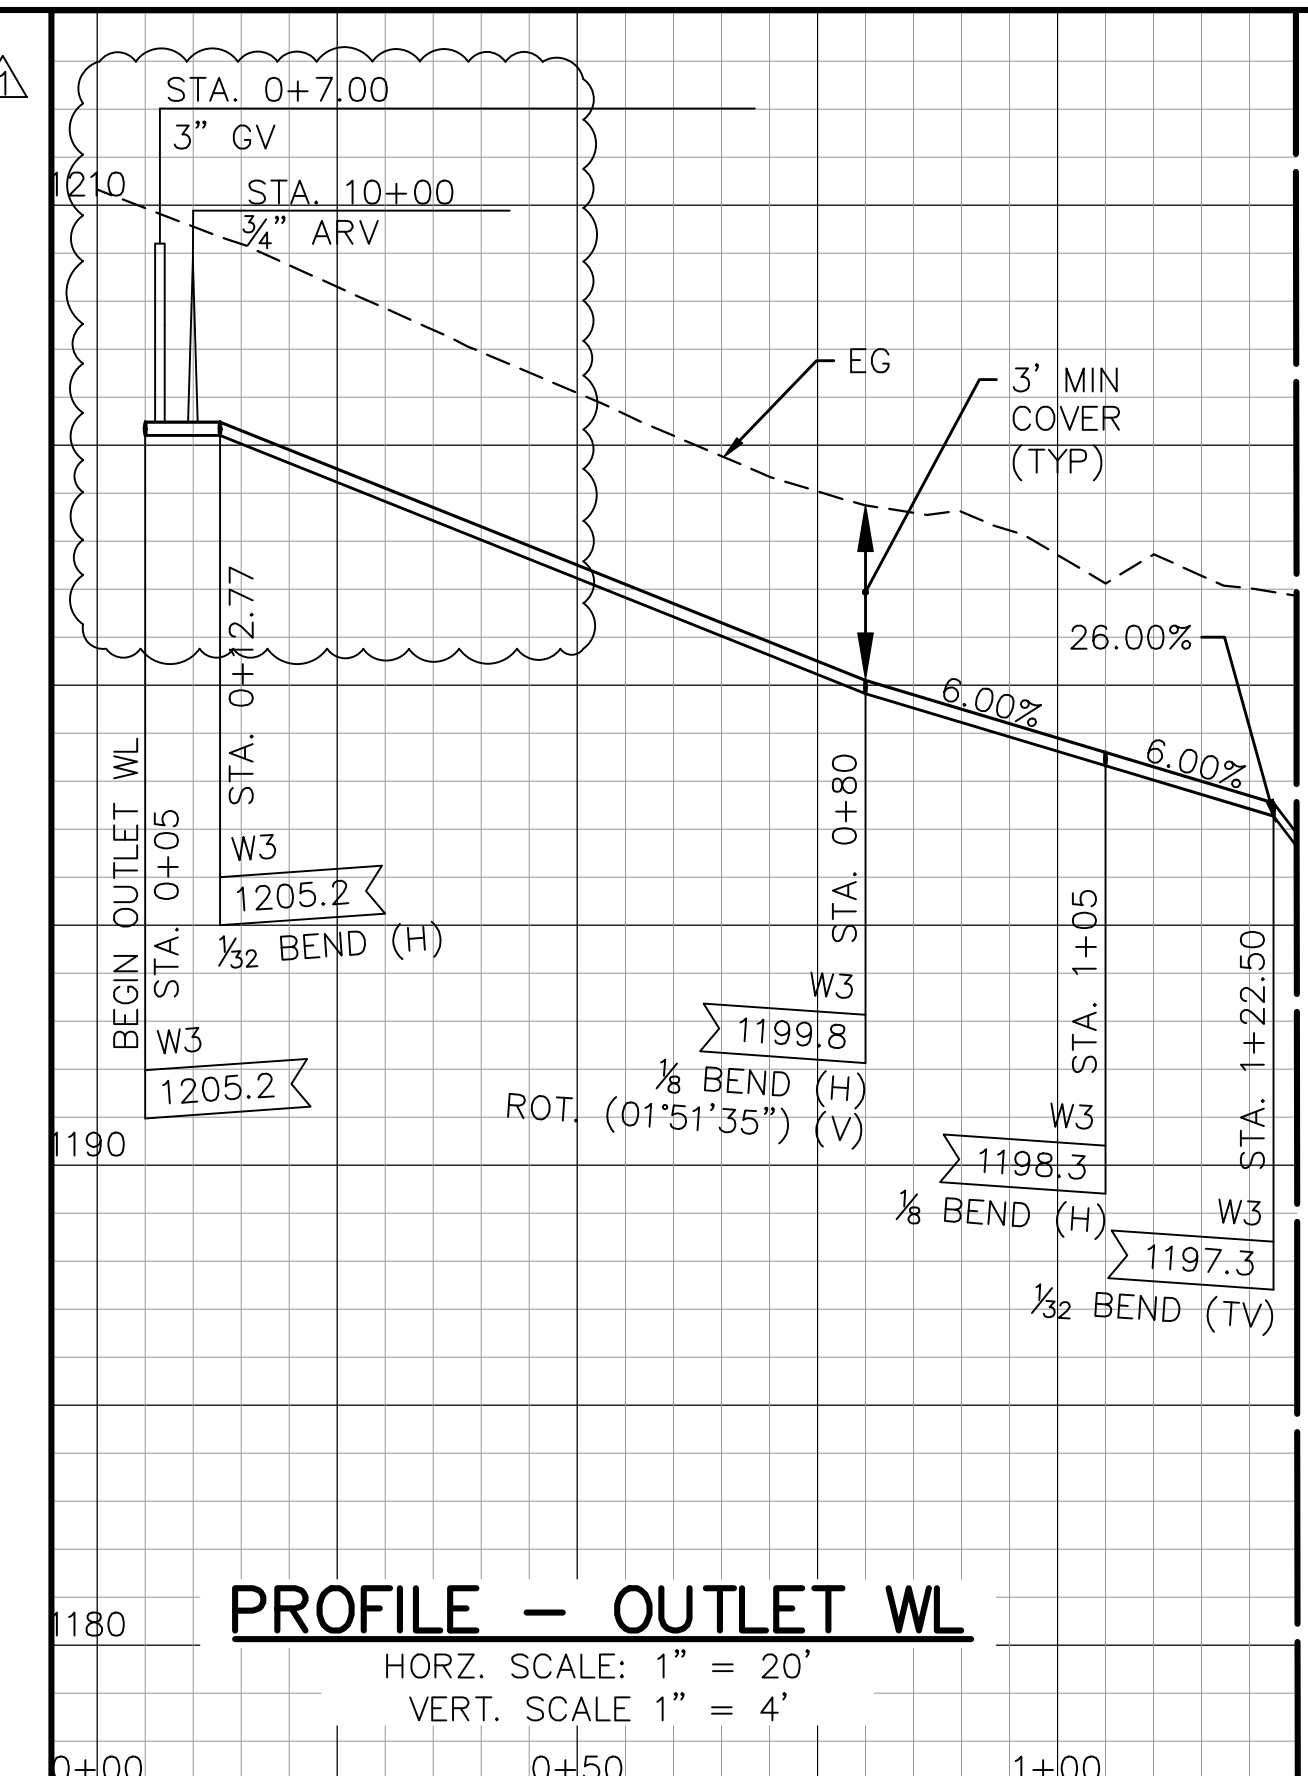 1
STA. 0+7.00
3” GV
1210
STA. 10+00
3/4” ARV
EG
3’ MIN
COVER
(TYP)
26.00%
6.00%
6.00%
BEGIN OUTLET WL
STA. 0+05
W3
1205.2
STA. 0+12.77
W3
1205.2
1/32 BEND (H)
STA. 0+80
W3
1199.8
1/8 BEND (H)
ROT. (01°51’35”) (V)
STA. 1+05
W3
1198.3
1/8 BEND (H)
STA. 1+22.50
W3
1197.3
1/32 BEND (TV)
1190
1180
PROFILE – OUTLET WL
HORZ. SCALE: 1” = 20’
VERT. SCALE 1” = 4’
0+00
0+50
1+00